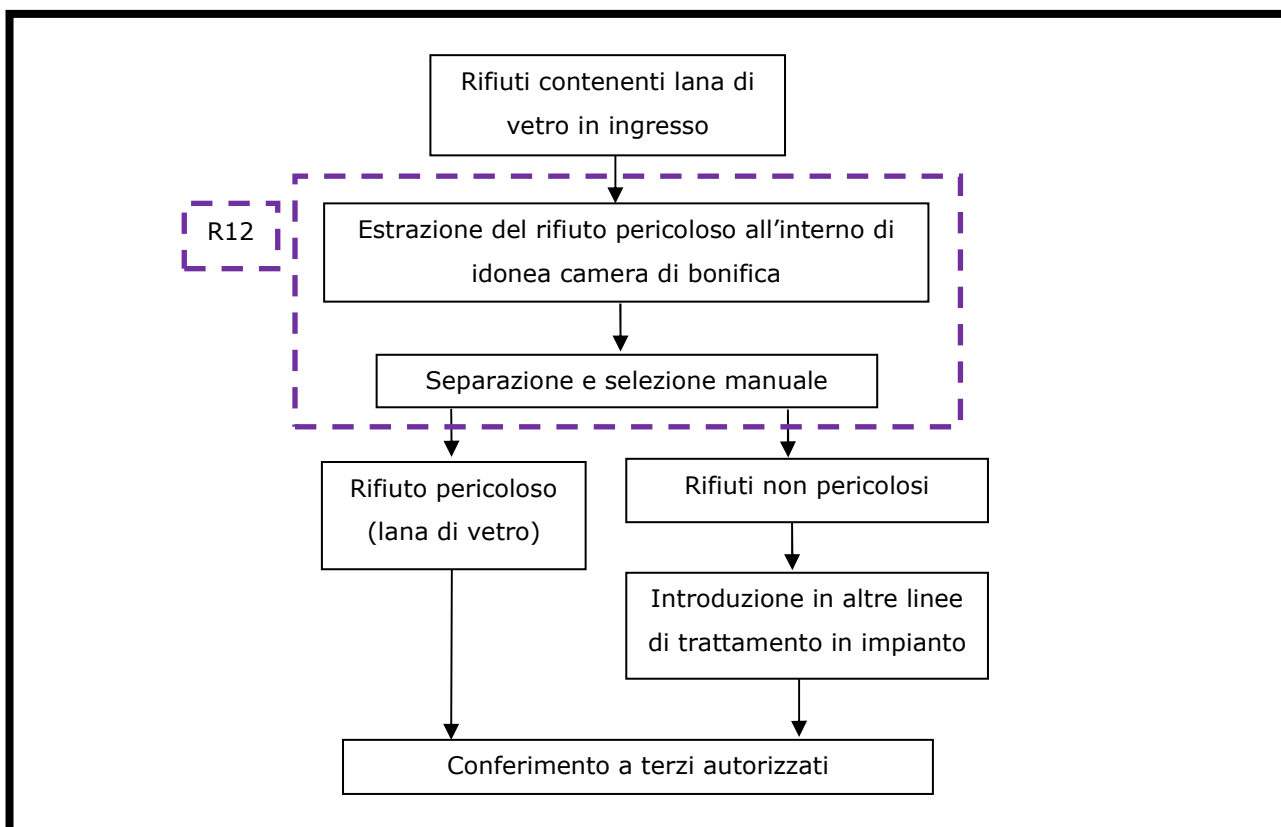 Rifiuti contenenti lana di
vetro in ingresso
R12
Estrazione del rifiuto pericoloso all’interno di
idonea camera di bonifica
Separazione e selezione manuale
Rifiuto pericoloso
(lana di vetro)
Rifiuti non pericolosi
Introduzione in altre linee
di trattamento in impianto
Conferimento a terzi autorizzati